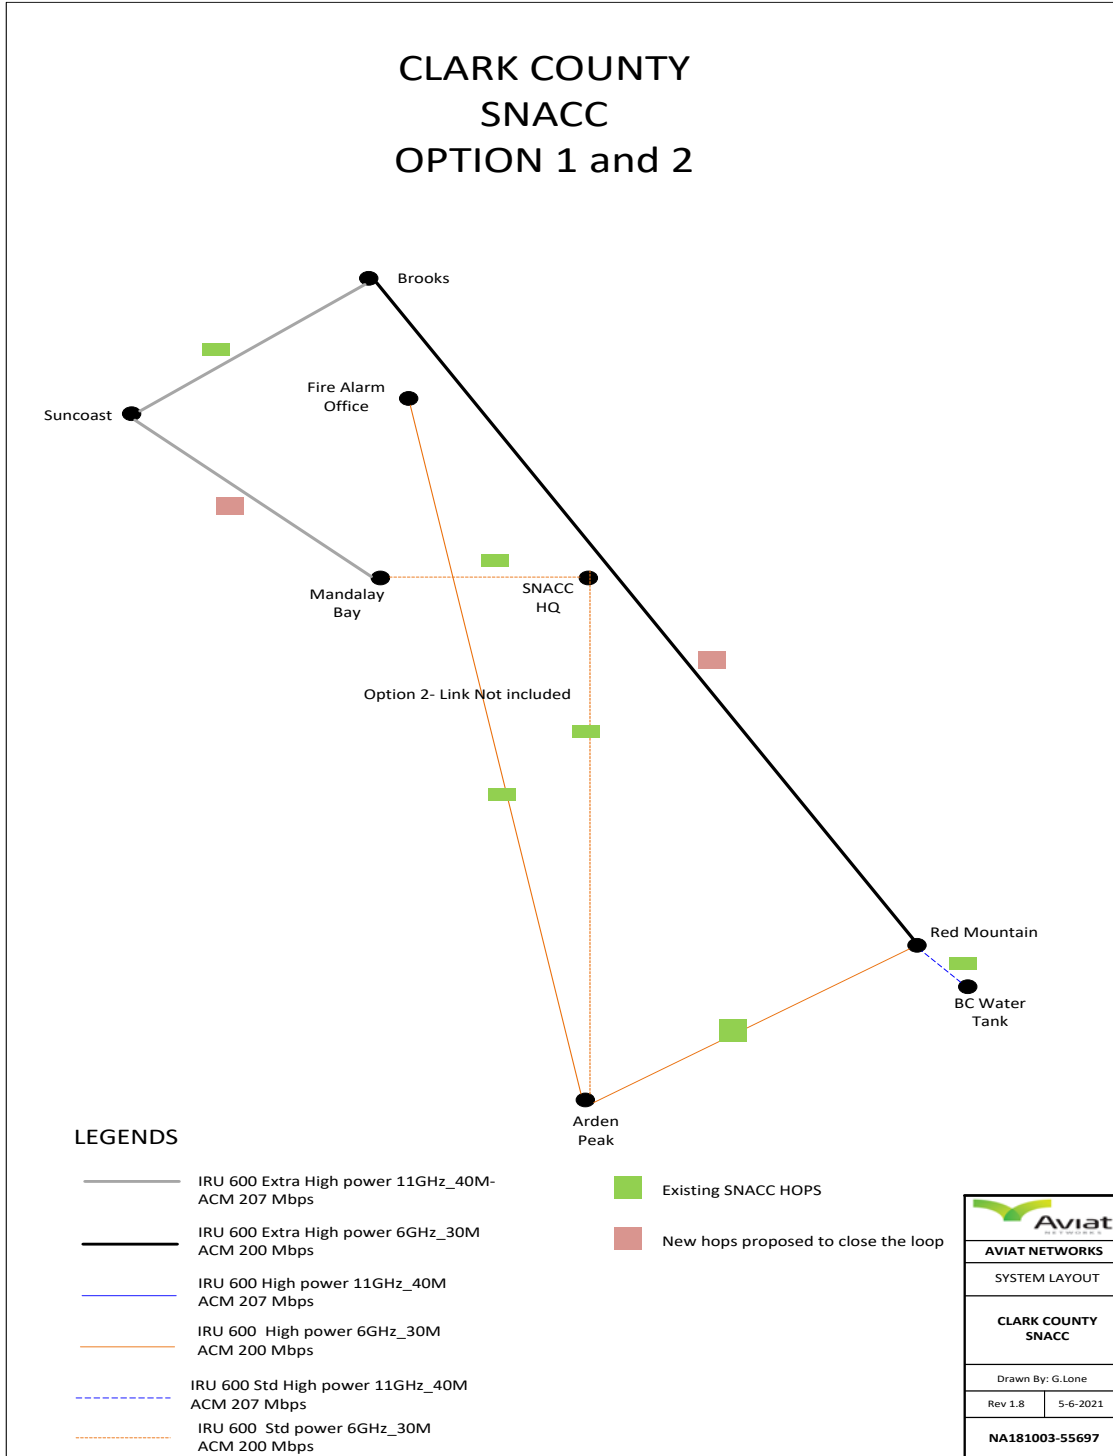 CLARK COUNTY
SNACC
OPTION 1 and 2
Brooks
Fire Alarm
Office
Suncoast
Mandalay
Bay
SNACC
HQ
Option 2- Link Not included
Red Mountain
BC Water
Tank
Arden
Peak
LEGENDS
IRU 600 Extra High power 11GHz_40M-
ACM 207 Mbps
IRU 600 Extra High power 6GHz_30M
ACM 200 Mbps
IRU 600 High power 11GHz_40M
ACM 207 Mbps
IRU 600 High power 6GHz_30M
ACM 200 Mbps
IRU 600 Std High power 11GHz_40M
ACM 207 Mbps
IRU 600 Std power 6GHz_30M
ACM 200 Mbps
Existing SNACC HOPS
New hops proposed to close the loop
Aviat
NETWORKS
AVIAT NETWORKS
SYSTEM LAYOUT
CLARK COUNTY
SNACC
Drawn By: G.Lone
Rev 1.8 5-6-2021
NA181003-55697